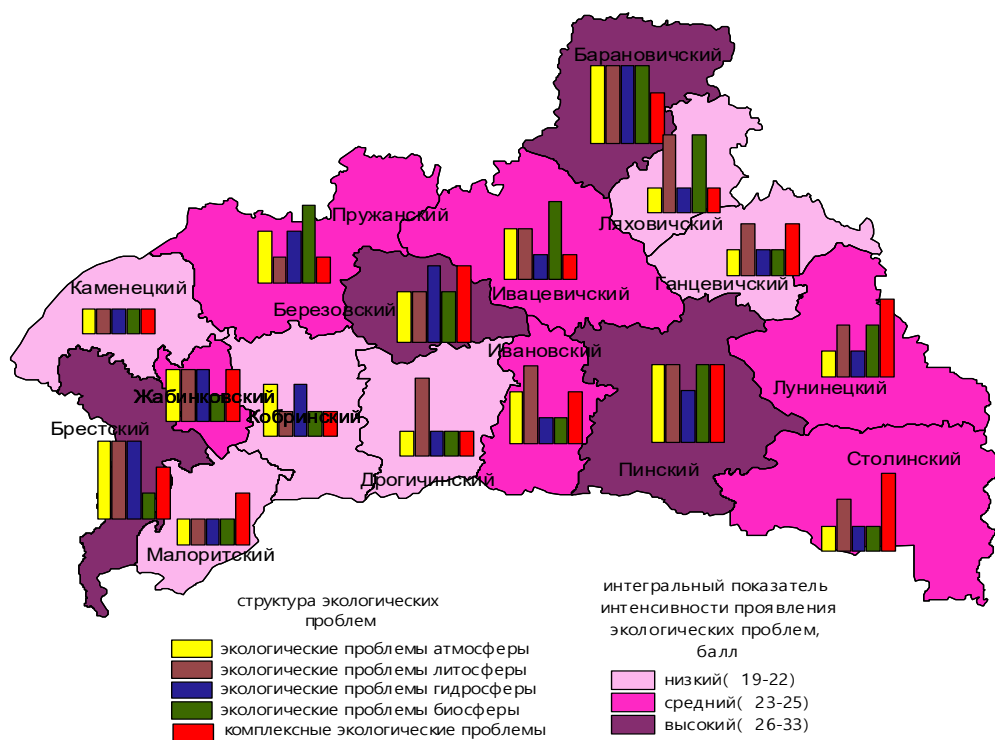 Барановичский
Ляховичский
Пружанский
Ганцевичский
Каменецкий
Березовский
Ивацевичский
Ивановский
Лунинецкий
Жабинковский
Кобринский
Брестский
Столинский
Пинский
Дрогичинский
Малоритский
структура экологических
проблем
экологические проблемы атмосферы
экологические проблемы литосферы
экологические проблемы гидросферы
экологические проблемы биосферы
комплексные экологические проблемы
интегральный показатель
интенсивности проявления
экологических проблем,
балл
низкий( 19-22)
средний( 23-25)
высокий( 26-33)